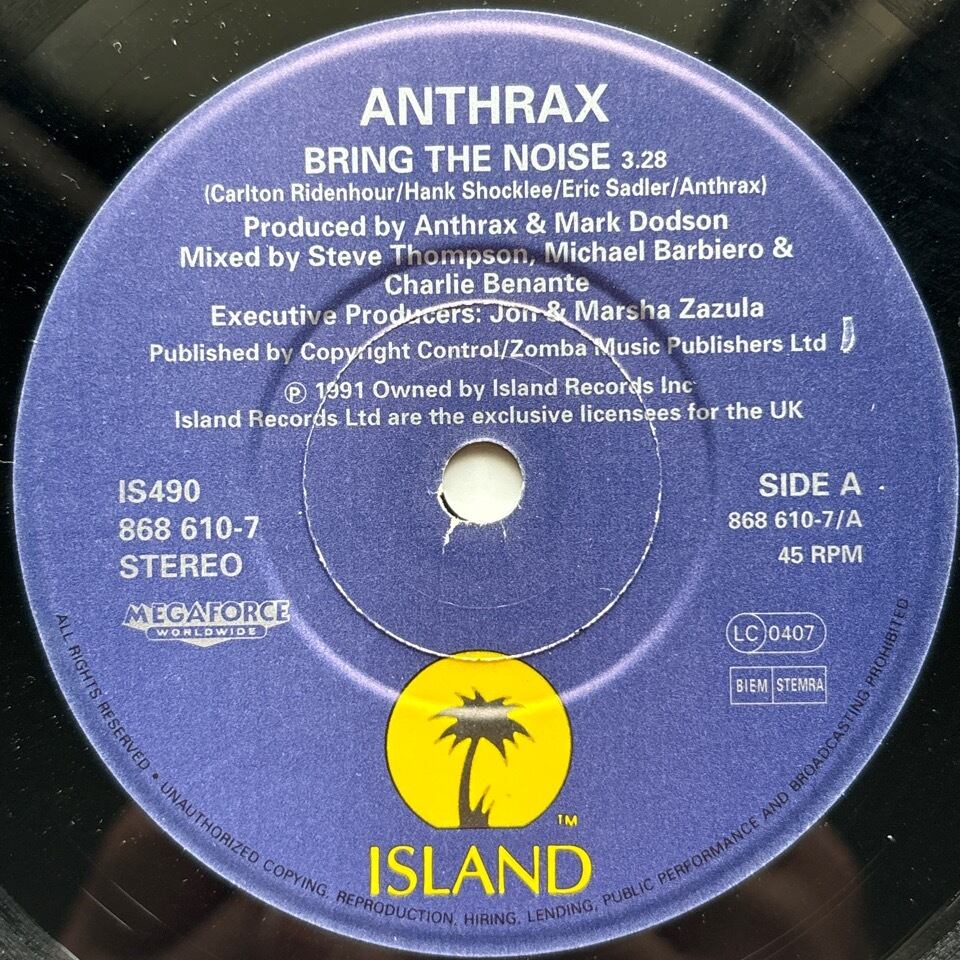 ANTHRAX
BRING THE NOISE 3.28
(Carlton Ridenhour/Hank Shocklee/Eric Sadler/Anthrax)
Produced by Anthrax & Mark Dodson
Mixed by Steve Thompson, Michael Barbiero &
Charlie Benante
Executive Producers: Jon & Marsha Zazula
Published by Copyright Control/Zomba Music Publishers Ltd
℗ 1991 Owned by Island Records Inc
Island Records Ltd are the exclusive licensees for the UK
IS490
868 610-7
STEREO
MEGAFORCE
WORLDWIDE
SIDE A
868 610-7/A
45 RPM
LC 0407
BIEM STEMRA
TM
ISLAND
ALL RIGHTS RESERVED • UNAUTHORIZED COPYING, REPRODUCTION, HIRING, LENDING, PUBLIC PERFORMANCE AND BROADCASTING PROHIBITED